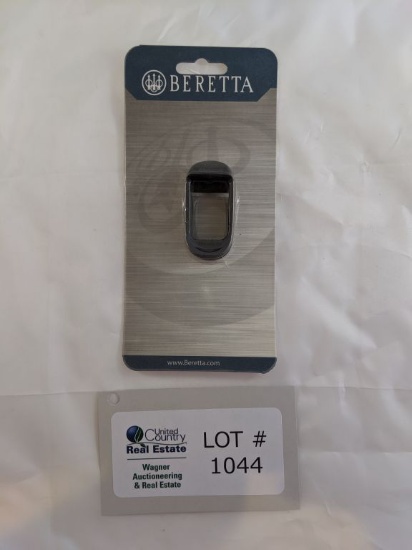 BERETTA
www.Beretta.com
United
Country
Real Estate
Wagner
Auctioneering
& Real Estate
LOT #
1044